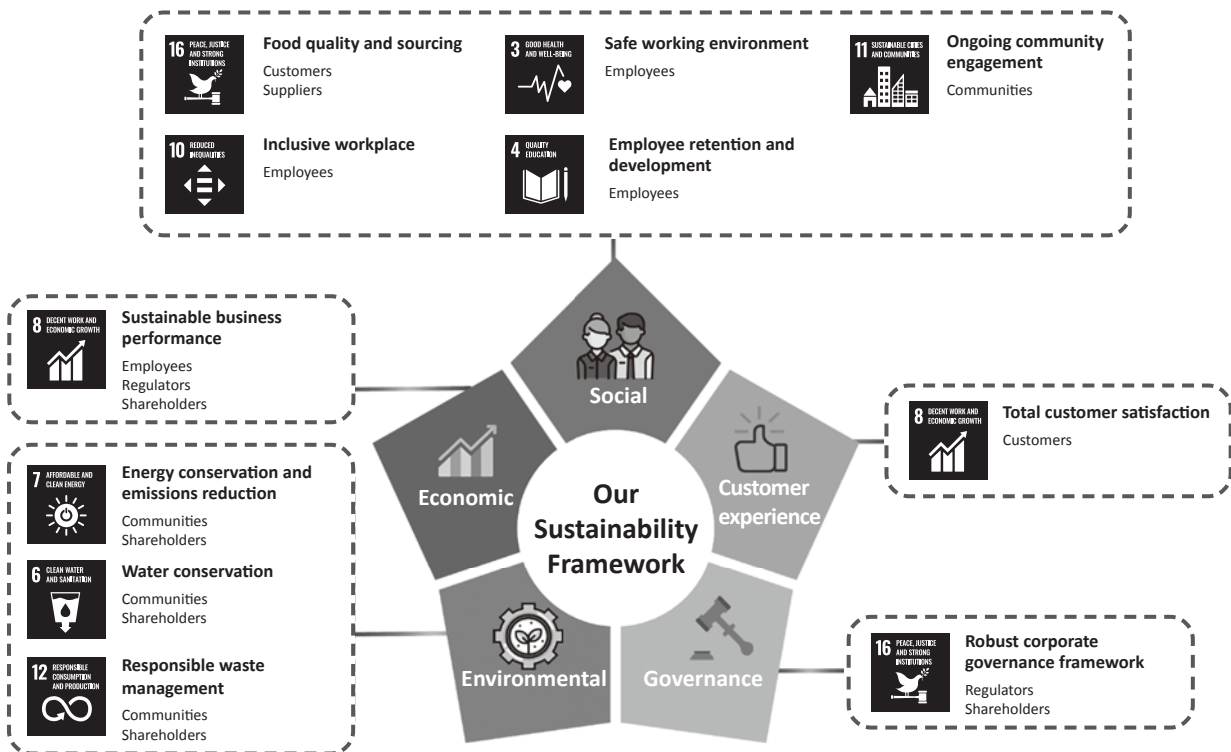 16 PEACE, JUSTICE
AND STRONG
INSTITUTIONS
Food quality and sourcing
Customers
Suppliers
3 GOOD HEALTH
AND WELL-BEING
Safe working environment
Employees
11 SUSTAINABLE CITIES
AND COMMUNITIES
Ongoing community
engagement
Communities
10 REDUCED
INEQUALITIES
Inclusive workplace
Employees
4 QUALITY
EDUCATION
Employee retention and
development
Employees
8 DECENT WORK AND
ECONOMIC GROWTH
Sustainable business
performance
Employees
Regulators
Shareholders
7 AFFORDABLE AND
CLEAN ENERGY
Energy conservation and
emissions reduction
Communities
Shareholders
6 CLEAN WATER
AND SANITATION
Water conservation
Communities
Shareholders
12 RESPONSIBLE
CONSUMPTION
AND PRODUCTION
Responsible waste
management
Communities
Shareholders
Social
Economic
Customer
experience
Our
Sustainability
Framework
Environmental
Governance
8 DECENT WORK AND
ECONOMIC GROWTH
Total customer satisfaction
Customers
16 PEACE, JUSTICE
AND STRONG
INSTITUTIONS
Robust corporate
governance framework
Regulators
Shareholders